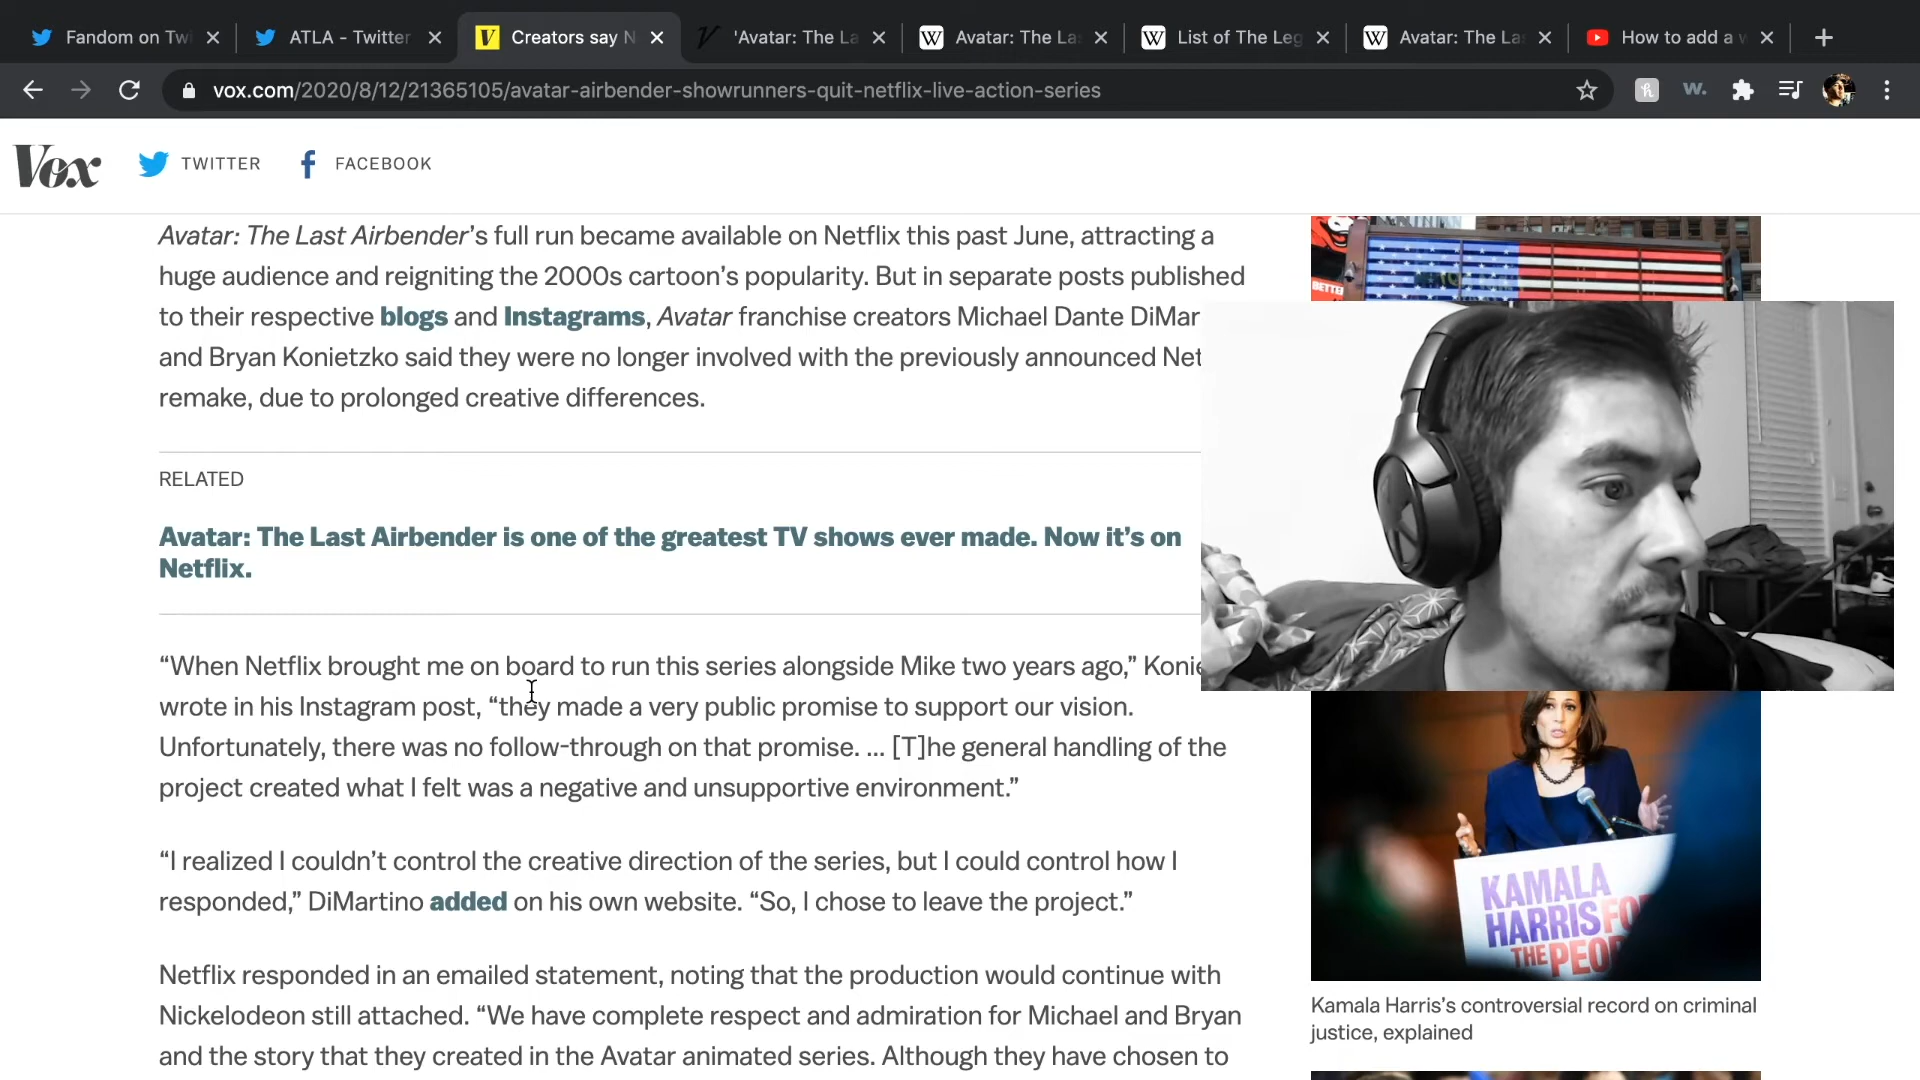 Fandom on Tw
ATLA - Twitter
Creators say N
'Avatar: The La
Avatar: The La
List of The Leg
Avatar: The La
How to add a
vox.com/2020/8/12/21365105/avatar-airbender-showrunners-quit-netflix-live-action-series
Vox
TWITTER
FACEBOOK
Avatar: The Last Airbender’s full run became available on Netflix this past June, attracting a
huge audience and reigniting the 2000s cartoon’s popularity. But in separate posts published
to their respective blogs and Instagrams, Avatar franchise creators Michael Dante DiMar
and Bryan Konietzko said they were no longer involved with the previously announced Net
remake, due to prolonged creative differences.
RELATED
Avatar: The Last Airbender is one of the greatest TV shows ever made. Now it’s on
Netflix.
“When Netflix brought me on board to run this series alongside Mike two years ago,” Konie
wrote in his Instagram post, “they made a very public promise to support our vision.
Unfortunately, there was no follow-through on that promise. ... [T]he general handling of the
project created what I felt was a negative and unsupportive environment.”
“I realized I couldn’t control the creative direction of the series, but I could control how I
responded,” DiMartino added on his own website. “So, I chose to leave the project.”
Netflix responded in an emailed statement, noting that the production would continue with
Nickelodeon still attached. “We have complete respect and admiration for Michael and Bryan
and the story that they created in the Avatar animated series. Although they have chosen to
BETTE
KAMALA
HARRIS FO
THE PEO
Kamala Harris’s controversial record on criminal
justice, explained